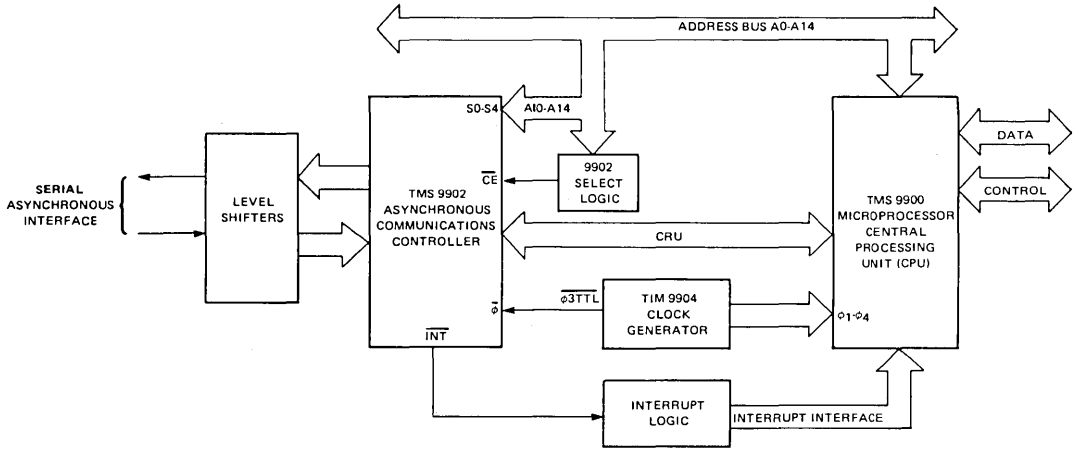 ADDRESS BUS A0-A14
S0-S4
AI0-A14
9902
SELECT
LOGIC
CE
TMS 9902
ASYNCHRONOUS
COMMUNICATIONS
CONTROLLER
LEVEL
SHIFTERS
SERIAL
ASYNCHRONOUS
INTERFACE
CRU
TMS 9900
MICROPROCESSOR
CENTRAL
PROCESSING
UNIT (CPU)
DATA
CONTROL
φ
φ3TTL
TIM 9904
CLOCK
GENERATOR
φ1-φ4
INT
INTERRUPT
LOGIC
INTERRUPT INTERFACE